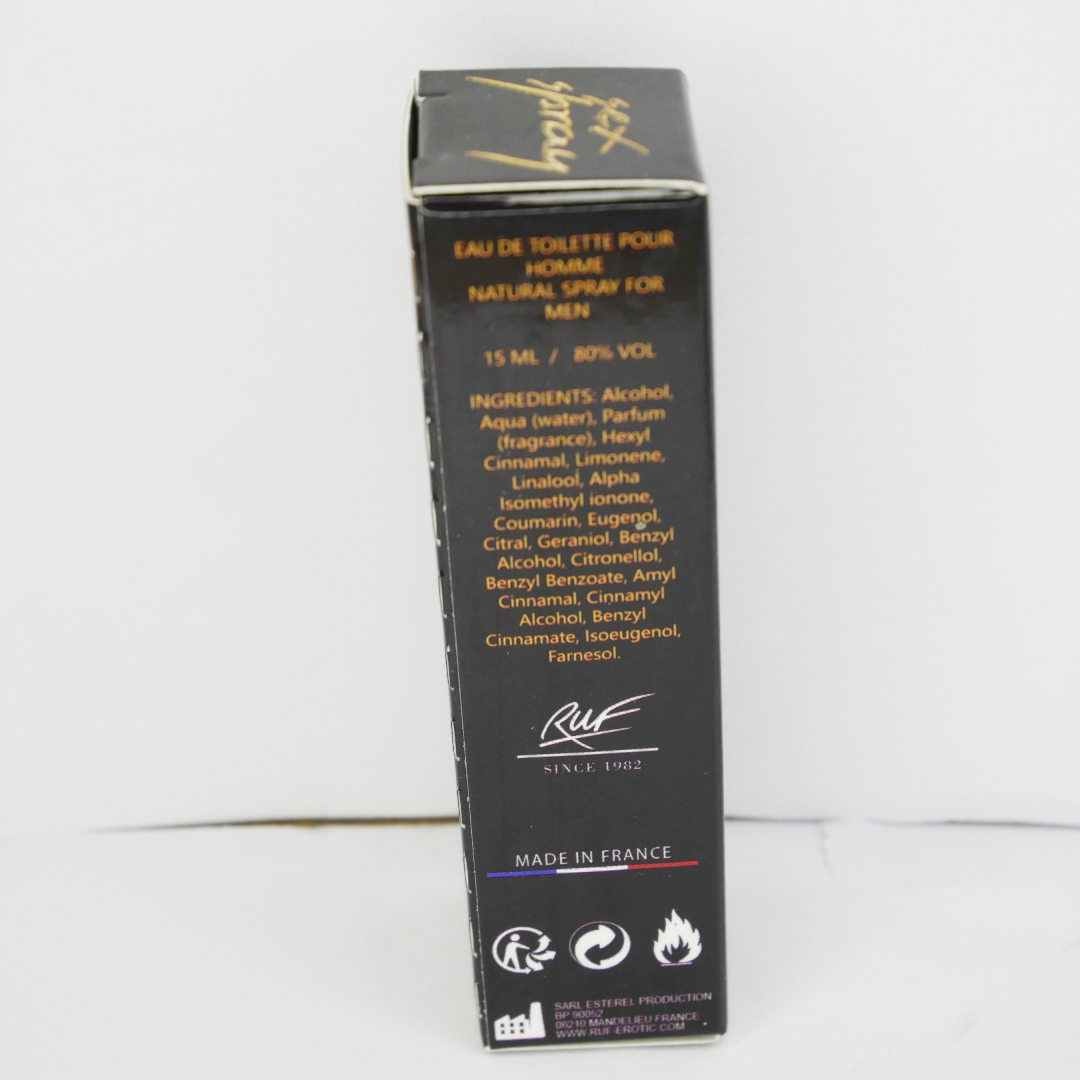 sex
spray
EAU DE TOILETTE POUR
HOMME
NATURAL SPRAY FOR
MEN
15 ML / 80% VOL
INGREDIENTS: Alcohol,
Aqua (water), Parfum
(fragrance), Hexyl
Cinnamal, Limonene,
Linalool, Alpha
Isomethyl ionone,
Coumarin, Eugenol,
Citral, Geraniol, Benzyl
Alcohol, Citronellol,
Benzyl Benzoate, Amyl
Cinnamal, Cinnamyl
Alcohol, Benzyl
Cinnamate, Isoeugenol,
Farnesol.
RUF
SINCE 1982
MADE IN FRANCE
SARL ESTEREL PRODUCTION
BP 90052
06210 MANDELIEU FRANCE
WWW.RUF-EROTIC COM